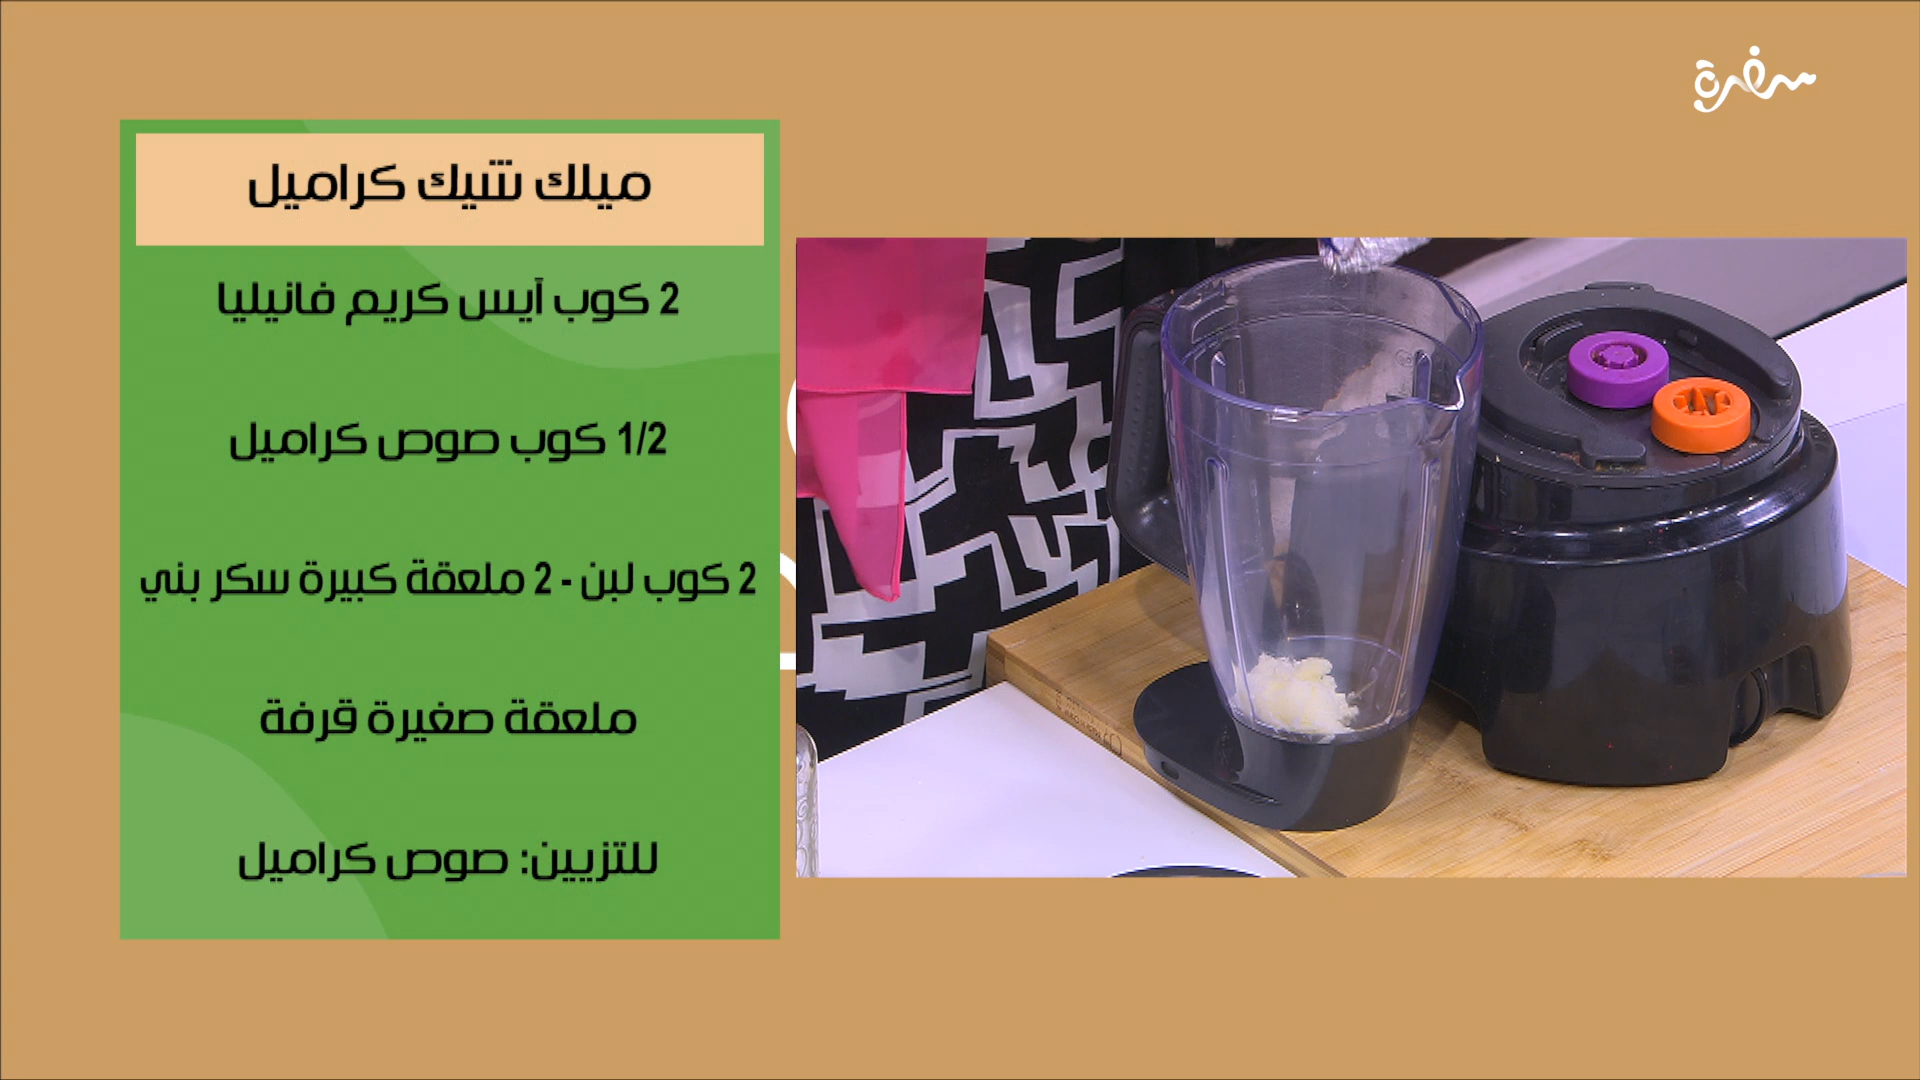 سفرة
ميلك شيك كراميل
2 كوب آيس كريم فانيليا
1/2 كوب صوص كراميل
2 كوب لبن - 2 ملعقة كبيرة سكر بني
ملعقة صغيرة قرفة
للتزيين: صوص كراميل